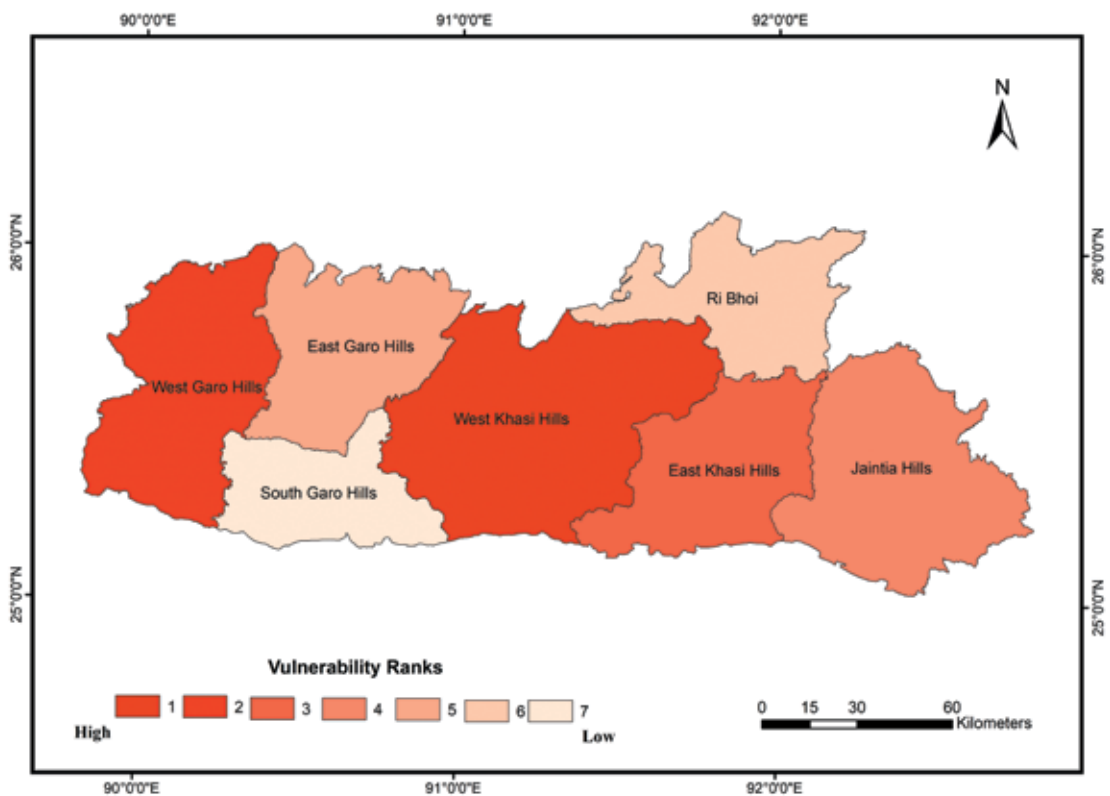 90°0'0"E 91°0'0"E 92°0'0"E
N
26°0'0"N 26°0'0"N
Ri Bhoi
East Garo Hills
West Garo Hills
West Khasi Hills
East Khasi Hills
Jaintia Hills
South Garo Hills
25°0'0"N 25°0'0"N
Vulnerability Ranks
1 2 3 4 5 6 7
High Low
0 15 30 60
Kilometers
90°0'0"E 91°0'0"E 92°0'0"E